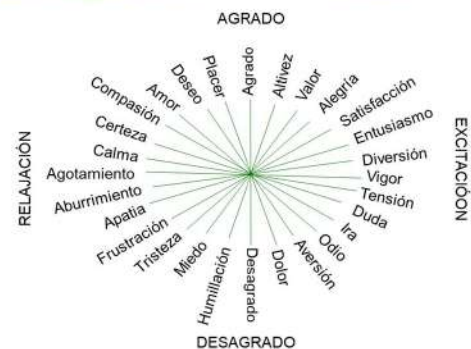 AGRADO
Agrado
Altivez
Valor
Alegría
Satisfacción
Entusiasmo
Diversión
Vigor
Tensión
Duda
Ira
Odio
Aversión
Dolor
Desagrado
Humillación
Miedo
Tristeza
Frustración
Apatia
Aburrimiento
Agotamiento
Calma
Certeza
Compasión
Amor
Deseo
Placer
RELAJACIÓN
EXCITACIÓON
DESAGRADO